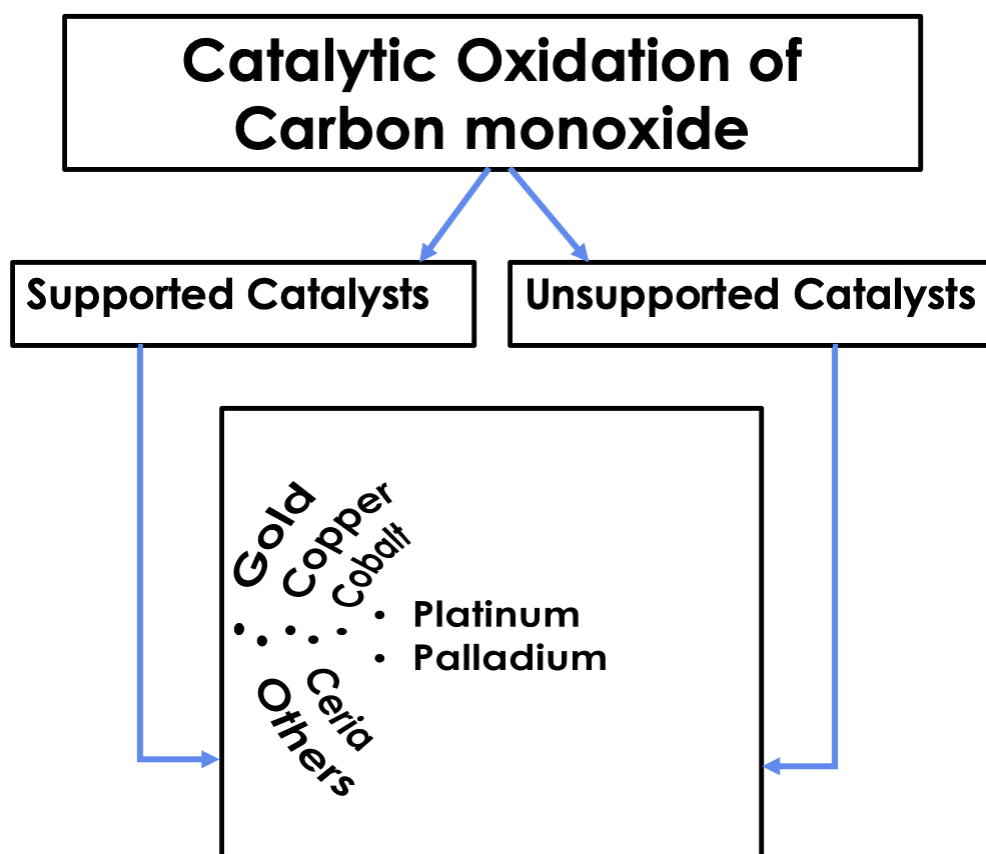 Catalytic Oxidation of
Carbon monoxide
Supported Catalysts
Unsupported Catalysts
• Gold
• Copper
• Cobalt
• Platinum
• Palladium
• Ceria
• Others